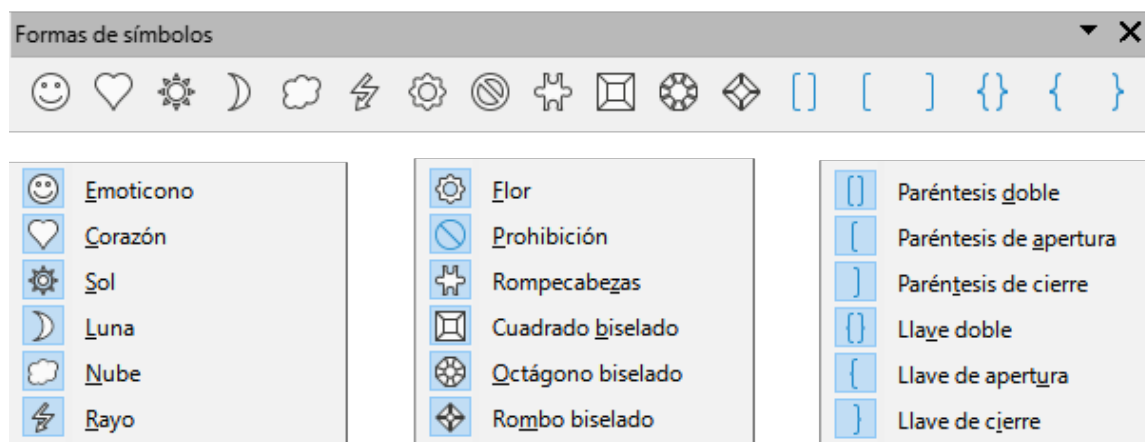 Formas de símbolos
Emoticono
Corazón
Sol
Luna
Nube
Rayo
Flor
Prohibición
Rompecabezas
Cuadrado biselado
Octágono biselado
Rombo biselado
Paréntesis doble
Paréntesis de apertura
Paréntesis de cierre
Llave doble
Llave de apertura
Llave de cierre